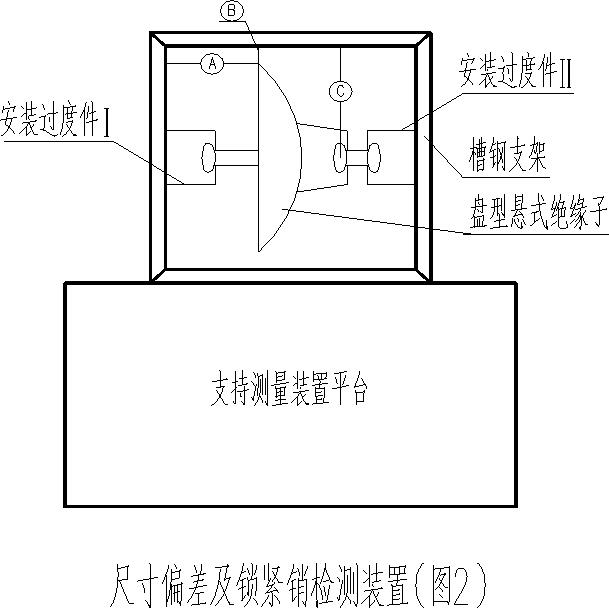 B
A
C
安装过度件Ⅱ
安装过度件Ⅰ
槽钢支架
盘型悬式绝缘子
支持测量装置平台
尺寸偏差及锁紧销检测装置(图2)